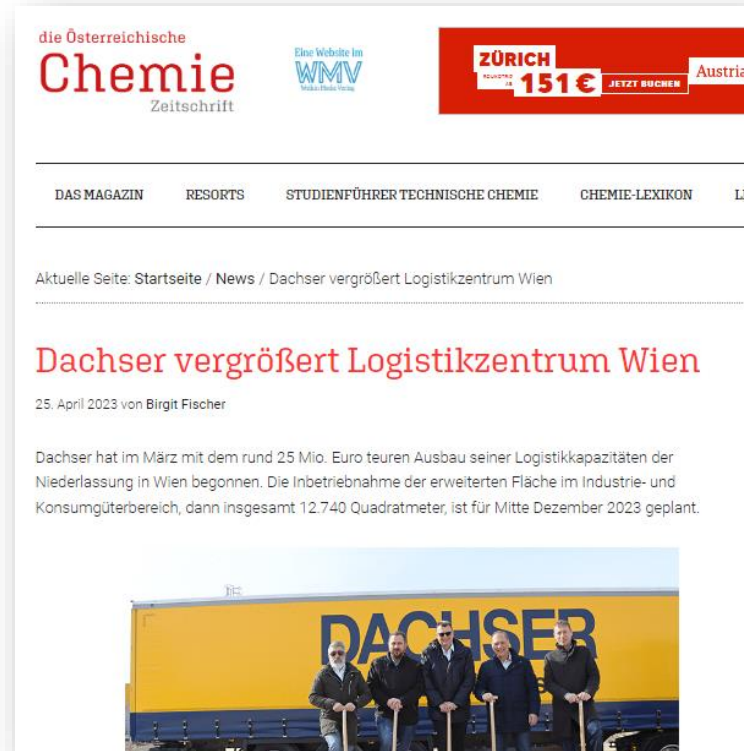 die Österreichische
Chemie
Zeitschrift
Eine Website im
WMV
ZÜRICH
151 € JETZT BUCHEN
Austria
DAS MAGAZIN RESORTS STUDIENFÜHRER TECHNISCHE CHEMIE CHEMIE-LEXIKON
Aktuelle Seite: Startseite / News / Dachser vergrößert Logistikzentrum Wien
Dachser vergrößert Logistikzentrum Wien
25. April 2023 von Birgit Fischer
Dachser hat im März mit dem rund 25 Mio. Euro teuren Ausbau seiner Logistikkapazitäten der
Niederlassung in Wien begonnen. Die Inbetriebnahme der erweiterten Fläche im Industrie- und
Konsumgüterbereich, dann insgesamt 12.740 Quadratmeter, ist für Mitte Dezember 2023 geplant.
DACHSER